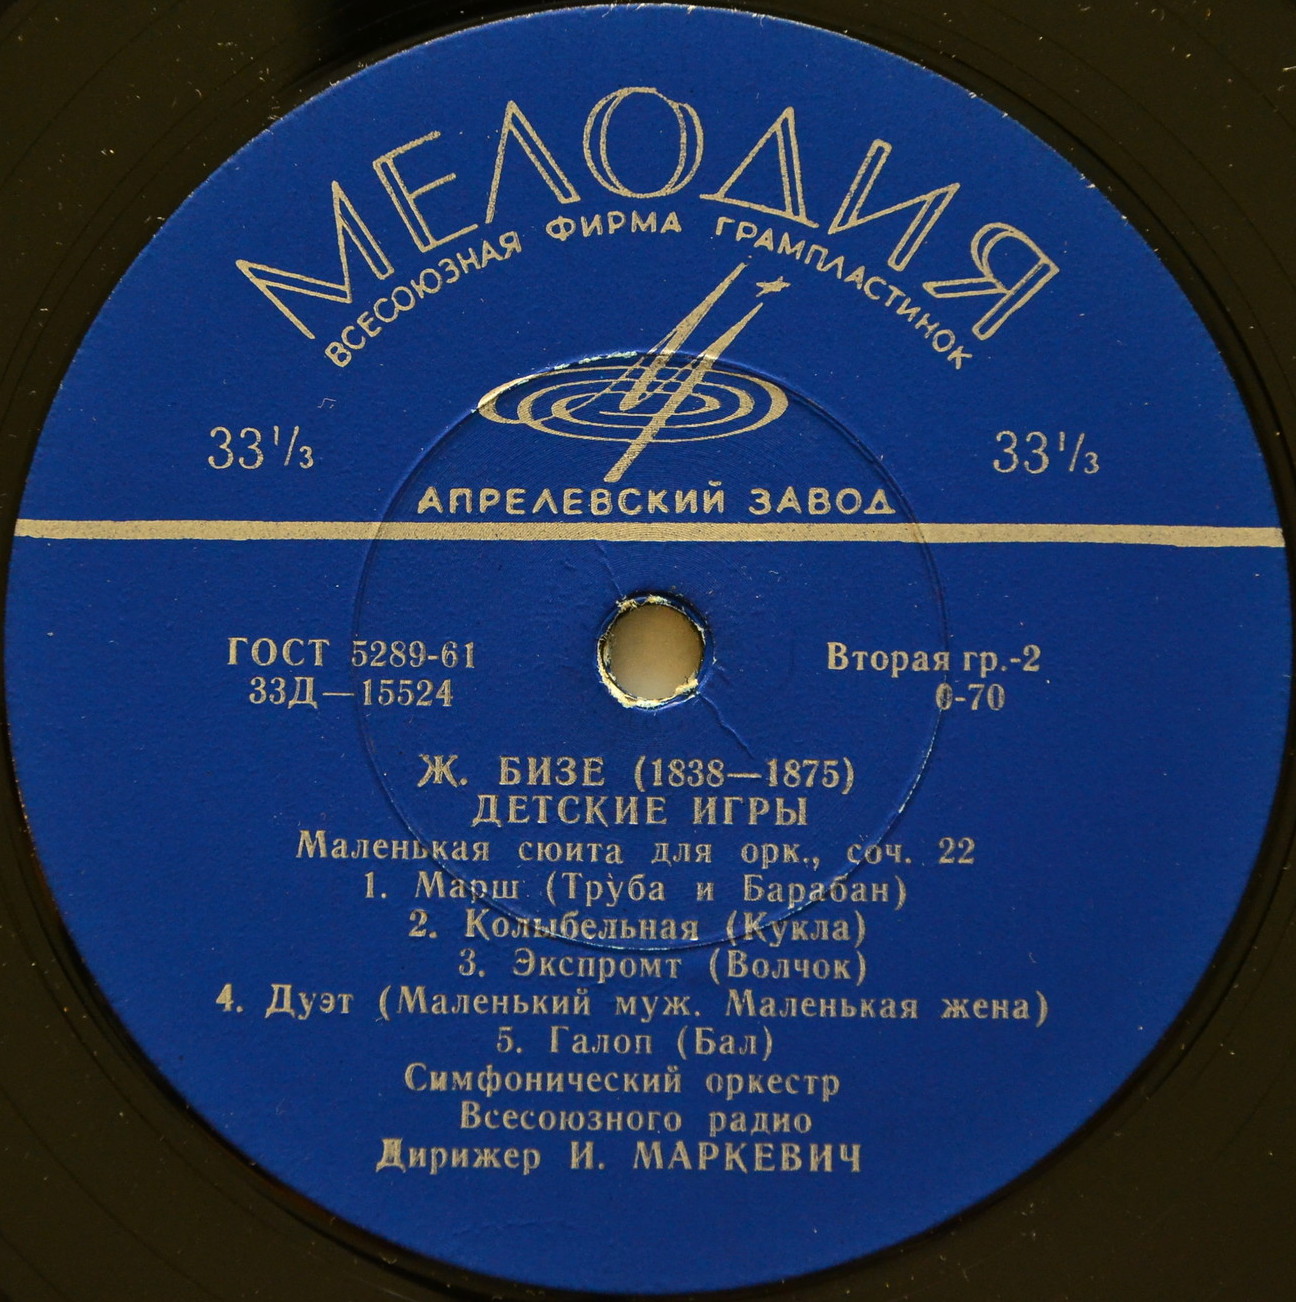 МЕЛОДИЯ
ВСЕСОЮЗНАЯ ФИРМА ГРАМПЛАСТИНОК
33⅓ 33⅓
АПРЕЛЕВСКИЙ ЗАВОД
ГОСТ 5289-61 Вторая гр.-2
33Д—15524 0-70
Ж. БИЗЕ (1838—1875)
ДЕТСКИЕ ИГРЫ
Маленькая сюита для орк., соч. 22
1. Марш (Труба и Барабан)
2. Колыбельная (Кукла)
3. Экспромт (Волчок)
4. Дуэт (Маленький муж. Маленькая жена)
5. Галоп (Бал)
Симфонический оркестр
Всесоюзного радио
Дирижер И. МАРКЕВИЧ